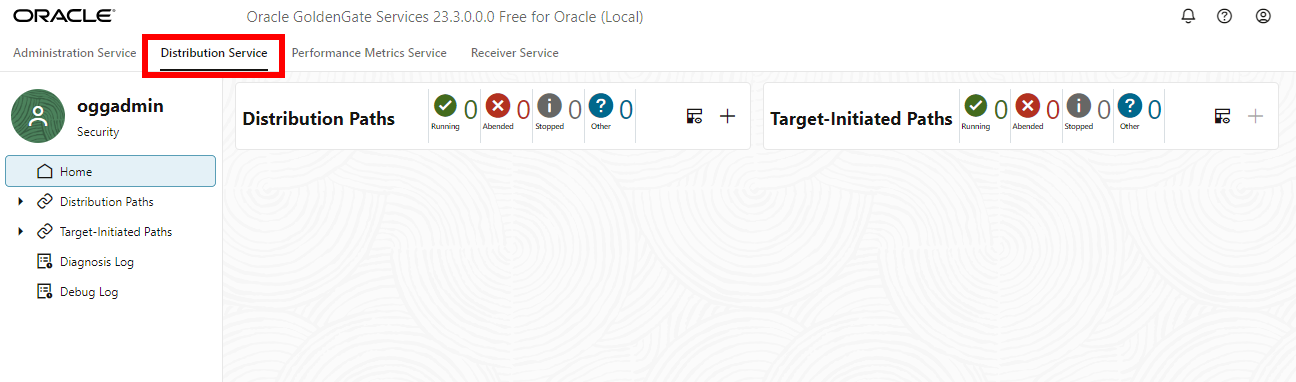 ORACLE
Oracle GoldenGate Services 23.3.0.0.0 Free for Oracle (Local)
Administration Service Distribution Service Performance Metrics Service Receiver Service
oggadmin
Security
Home
Distribution Paths
Target-Initiated Paths
Diagnosis Log
Debug Log
Distribution Paths
0 0 0 0
Running Abended Stopped Other
Target-Initiated Paths
0 0 0 0
Running Abended Stopped Other